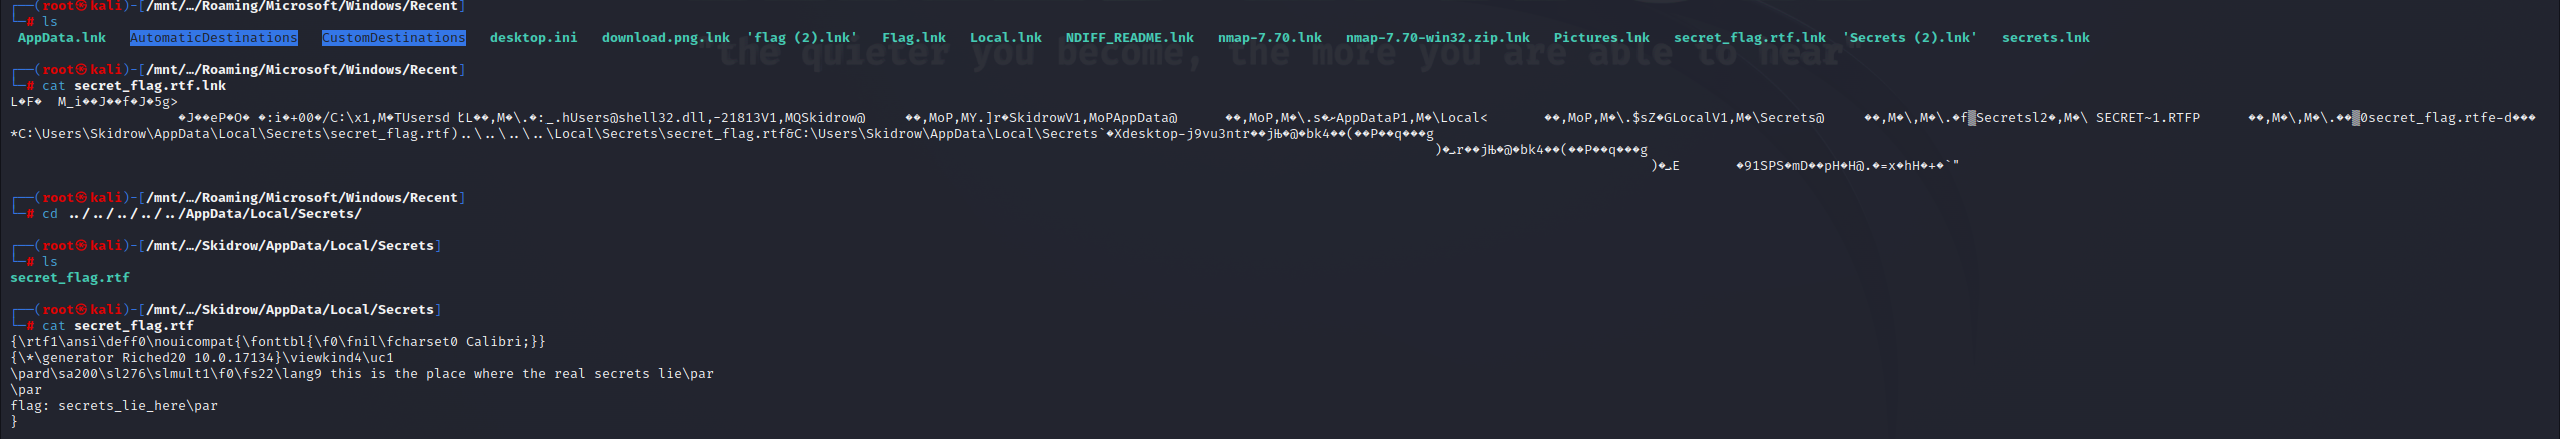 ┌──(root㉿kali)-[/mnt/…/Roaming/Microsoft/Windows/Recent]
└─# ls
AppData.lnk AutomaticDestinations CustomDestinations desktop.ini download.png.lnk 'flag (2).lnk' Flag.lnk Local.lnk NDIFF_README.lnk nmap-7.70.lnk nmap-7.70-win32.zip.lnk Pictures.lnk secret_flag.rtf.lnk 'Secrets (2).lnk' secrets.lnk
"the quieter you become, the more you are able to hear"
┌──(root㉿kali)-[/mnt/…/Roaming/Microsoft/Windows/Recent]
└─# cat secret_flag.rtf.lnk
L�F� M_i��J��f�J�5g>
�J��eP�O� �:i�+00�/C:\x1,M�TUsersd ŁL��,M�\.�:_.hUsers@shell32.dll,-21813V1,MQSkidrow@ ��,MoP,MY.]r�SkidrowV1,MoPAppData@ ��,MoP,M�\.s�AppDataP1,M�\Local< ��,MoP,M�\.$sZ�GLocalV1,M�\Secrets@ ��,M�\,M�\.�f▒Secretsl2�,M�\ SECRET~1.RTFP ��,M�\,M�\.��▒0secret_flag.rtfe-d���
*C:\Users\Skidrow\AppData\Local\Secrets\secret_flag.rtf)..\..\..\..\Local\Secrets\secret_flag.rtf&C:\Users\Skidrow\AppData\Local\Secrets`�Xdesktop-j9vu3ntr��jЊ�@�bk4��(��P��q���g
)�r��jЊ�@�bk4��(��P��q���g
)�E �91SPS�mD��pH�H@.�=x�hH�+�`"
┌──(root㉿kali)-[/mnt/…/Roaming/Microsoft/Windows/Recent]
└─# cd ../../../../../AppData/Local/Secrets/
┌──(root㉿kali)-[/mnt/…/Skidrow/AppData/Local/Secrets]
└─# ls
secret_flag.rtf
┌──(root㉿kali)-[/mnt/…/Skidrow/AppData/Local/Secrets]
└─# cat secret_flag.rtf
{\rtf1\ansi\deff0\nouicompat{\fonttbl{\f0\fnil\fcharset0 Calibri;}}
{\*\generator Riched20 10.0.17134}\viewkind4\uc1
\pard\sa200\sl276\slmult1\f0\fs22\lang9 this is the place where the real secrets lie\par
\par
flag: secrets_lie_here\par
}